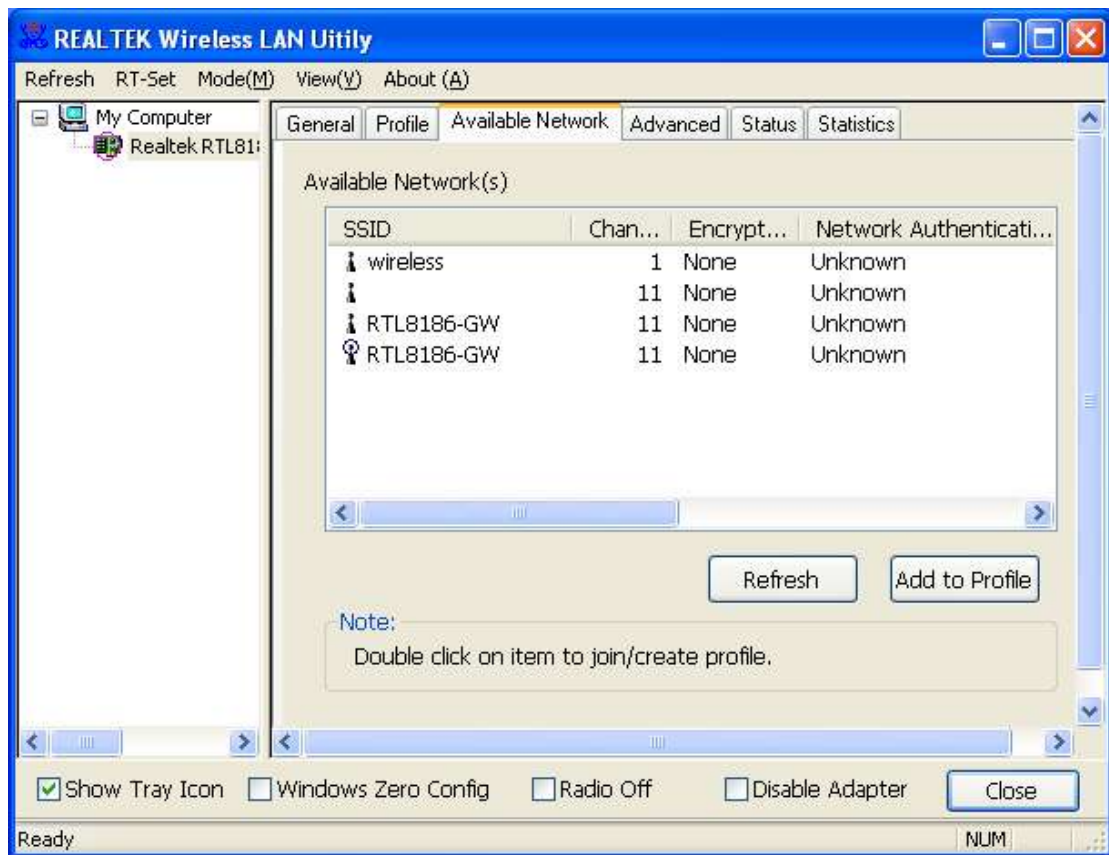 REALTEK Wireless LAN Uitily
Refresh RT-Set Mode(M) View(V) About (A)
My Computer
Realtek RTL81
General Profile Available Network Advanced Status Statistics
Available Network(s)
SSID Chan... Encrypt... Network Authenticati...
wireless 1 None Unknown
11 None Unknown
RTL8186-GW 11 None Unknown
RTL8186-GW 11 None Unknown
Refresh Add to Profile
Note:
Double click on item to join/create profile.
Show Tray Icon Windows Zero Config Radio Off Disable Adapter Close
Ready NUM